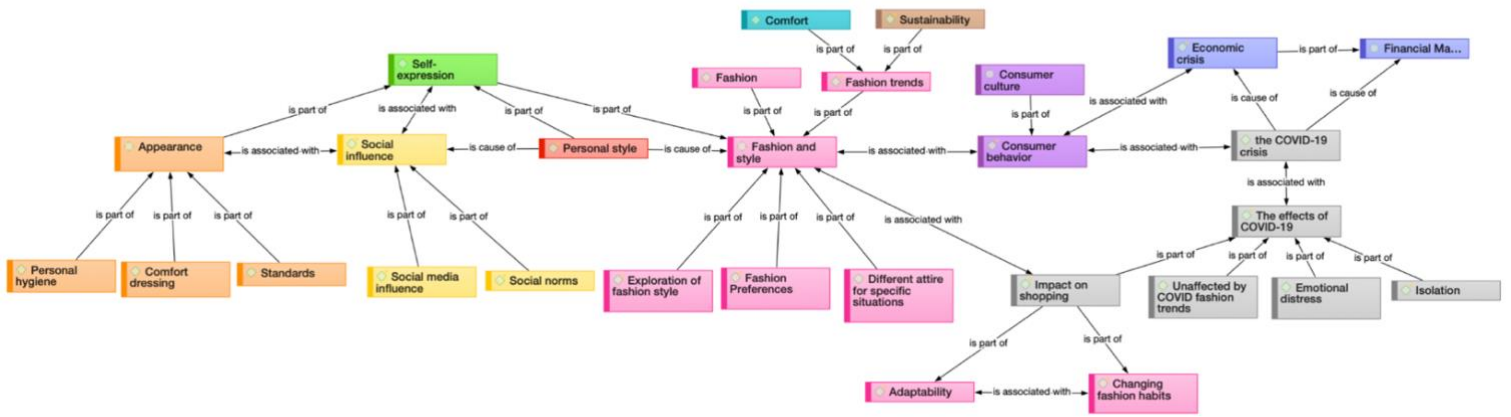 Comfort
Sustainability
is part of
is part of
Self-
expression
Fashion
Fashion trends
Consumer
culture
Economic
crisis
is part of
Financial Ma...
is part of
is associated with
is part of
is part of
is part of
is part of
is part of
is associated with
is cause of
is cause of
Appearance
is associated with
Social
influence
is cause of
Personal style
is cause of
Fashion and
style
is associated with
Consumer
behavior
is associated with
the COVID-19
crisis
is associated with
is part of
is part of
is part of
is part of
is part of
is part of
is part of
is part of
is associated with
The effects of
COVID-19
is part of
is part of
is part of
is part of
Personal
hygiene
Comfort
dressing
Standards
Social media
influence
Social norms
Exploration of
fashion style
Fashion
Preferences
Different attire
for specific
situations
Impact on
shopping
Unaffected by
COVID fashion
trends
Emotional
distress
Isolation
is part of
is part of
Adaptability
is associated with
Changing
fashion habits